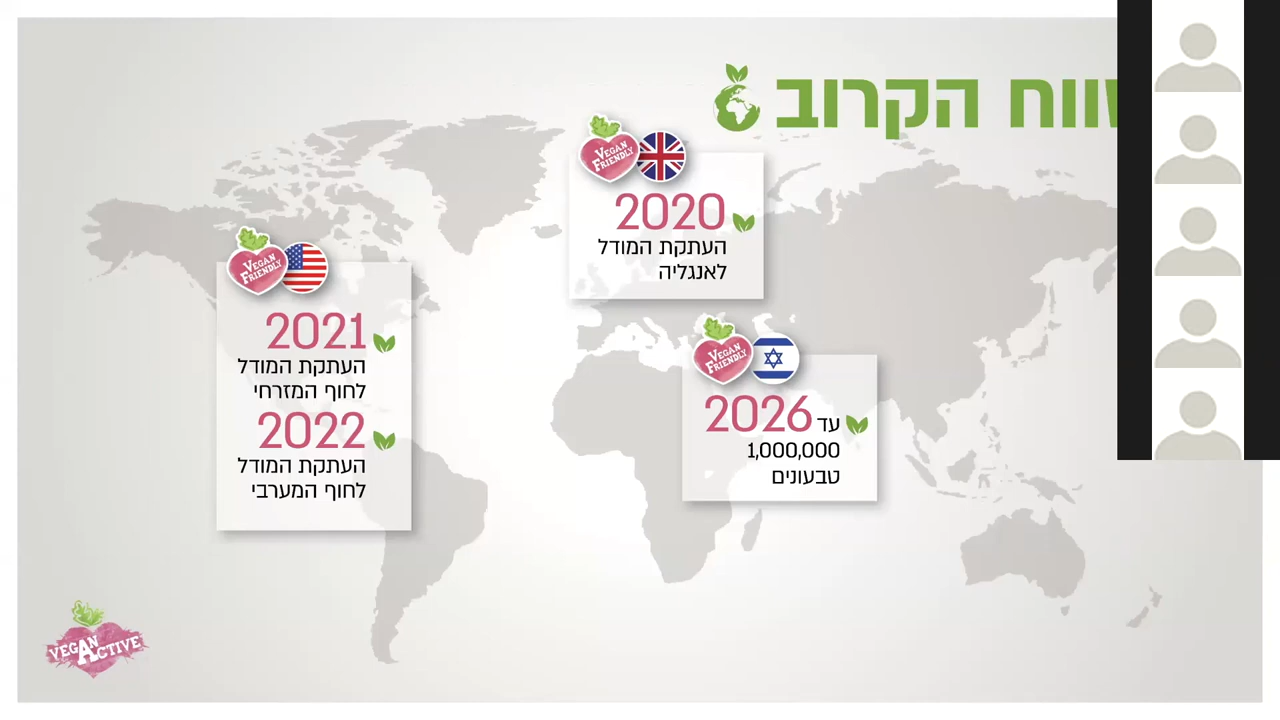 הקרוב
VEGAN
FRIENDLY
2020
העתקת המודל
לאנגליה
VEGAN
FRIENDLY
2021
העתקת המודל
לחוף המזרחי
2022
העתקת המודל
לחוף המערבי
VEGAN
FRIENDLY
עד 2026
1,000,000
טבעונים
VEGAN ACTIVE